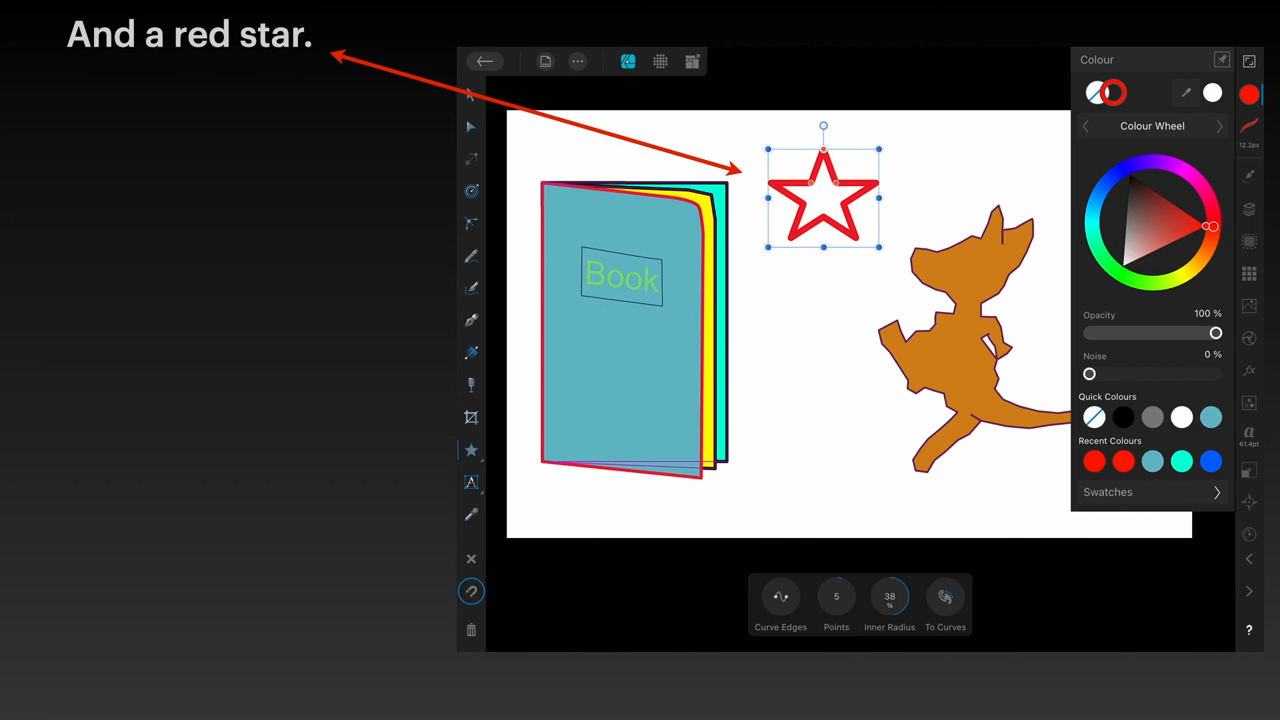 And a red star.
Colour
Colour Wheel
12.2px
Opacity 100 %
Noise 0 %
Quick Colours
Recent Colours
Swatches
fx
a
61.4pt
Book
A
5
38
%
Curve Edges Points Inner Radius To Curves
?